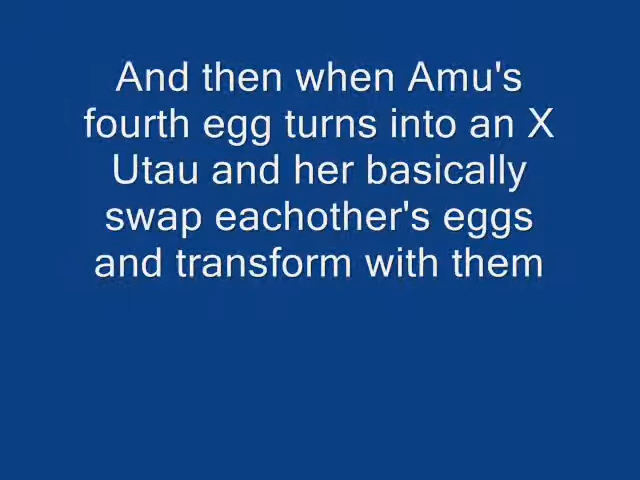 And then when Amu's
fourth egg turns into an X
Utau and her basically
swap eachother's eggs
and transform with them